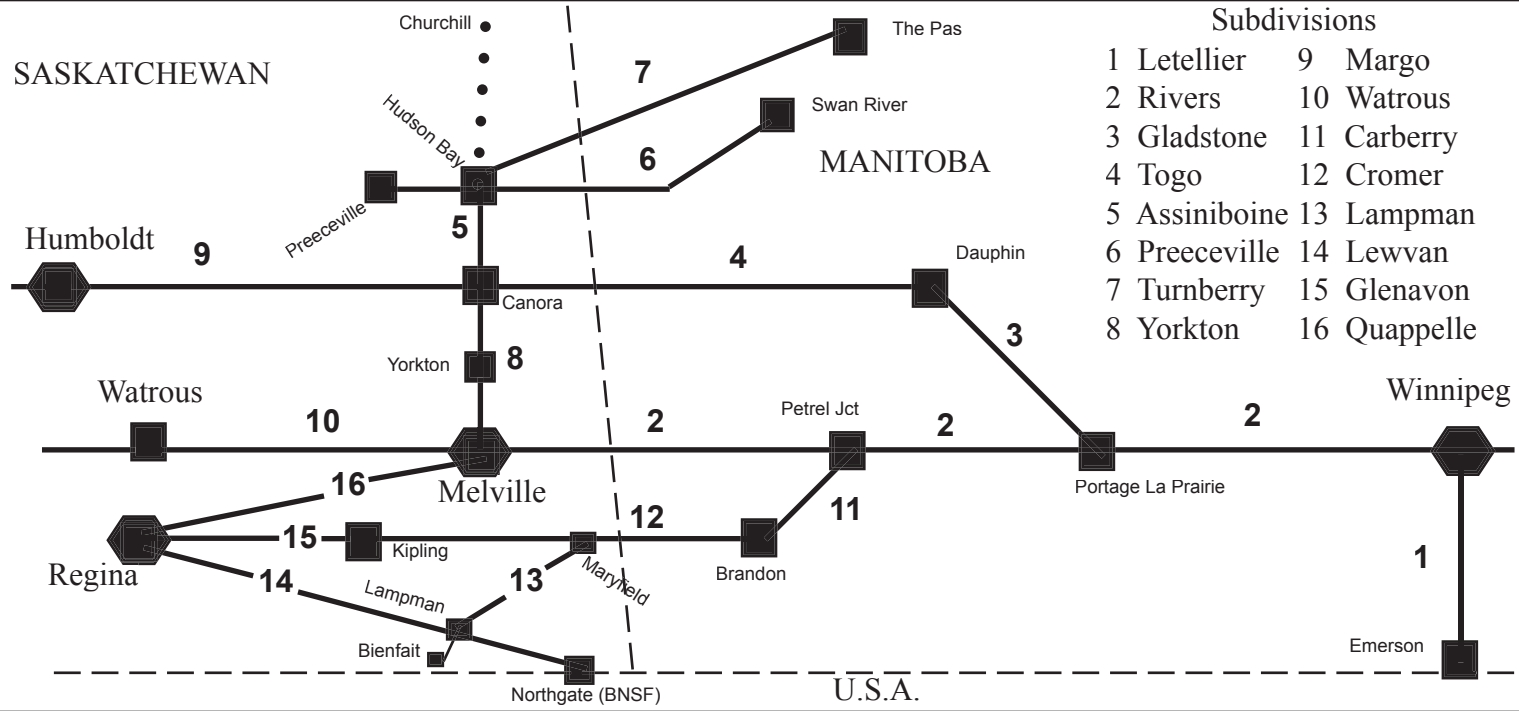 Churchill
The Pas
Subdivisions
SASKATCHEWAN
1 Letellier 9 Margo
2 Rivers 10 Watrous
3 Gladstone 11 Carberry
4 Togo 12 Cromer
5 Assiniboine 13 Lampman
6 Preeceville 14 Lewvan
7 Turnberry 15 Glenavon
8 Yorkton 16 Quappelle
7
Swan River
Hudson Bay
6
MANITOBA
Preeceville
5
Humboldt
9
4
Dauphin
Canora
3
Yorkton
8
Watrous
Winnipeg
10
2
Petrel Jct
2
2
16
Melville
Portage La Prairie
15
Kipling
12
11
Regina
14
Maryfield
Brandon
1
13
Lampman
Bienfait
Emerson
Northgate (BNSF)
U.S.A.